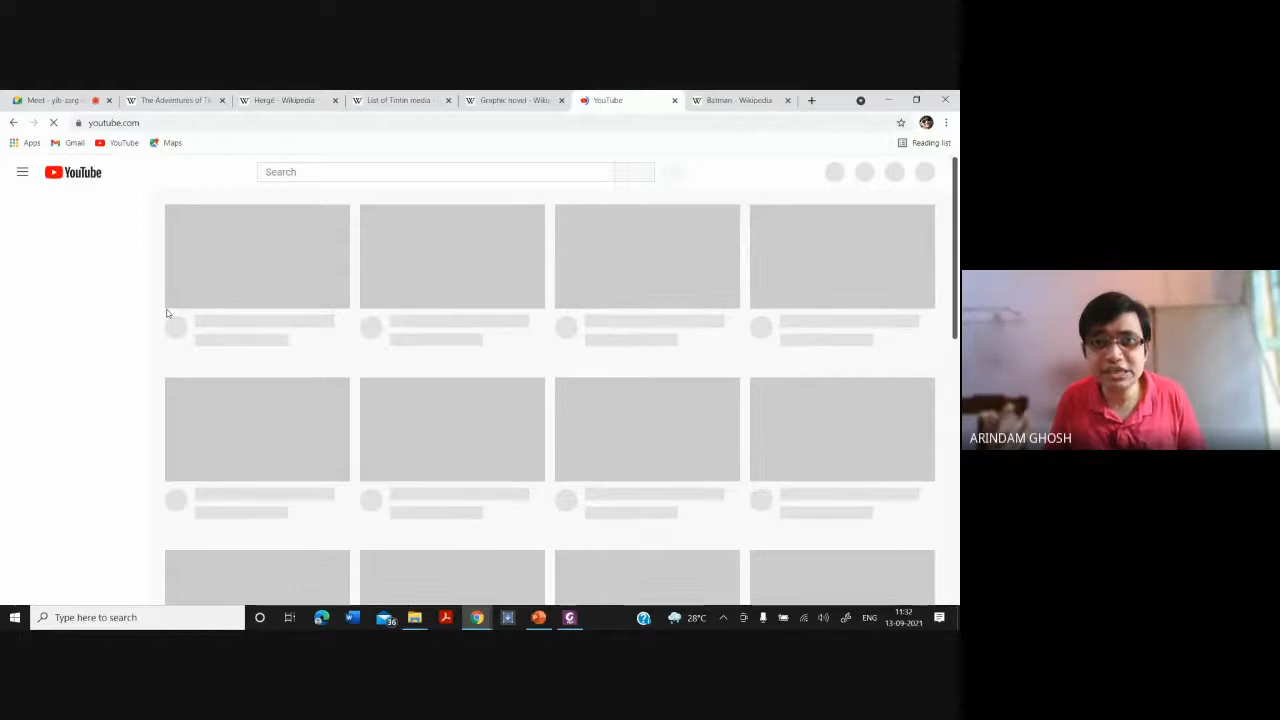 Meet - yib-zarg-
The Adventures of Ti
Hergé - Wikipedia
List of Tintin media —
Graphic novel - Wiki
YouTube
Batman - Wikipedia
youtube.com
Apps
Gmail
YouTube
Maps
Reading list
YouTube
Search
ARINDAM GHOSH
Type here to search
36
28°C
ENG
11:32
13-09-2021